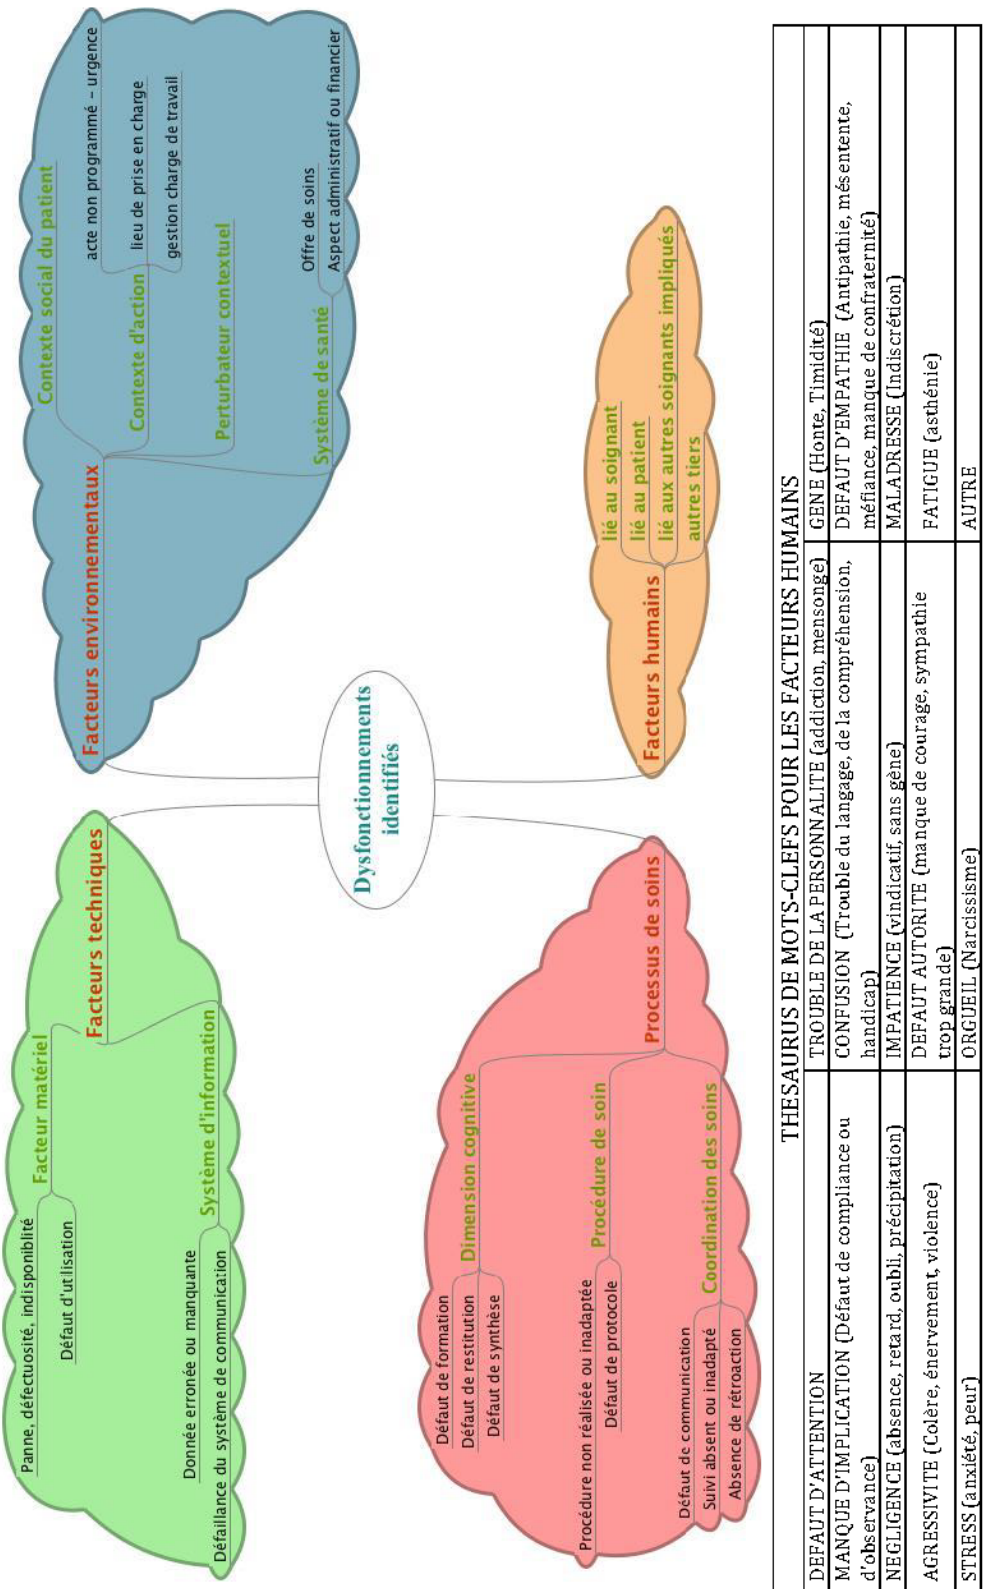 Panne, défectuosité, indisponiblité
Défaut d'utilisation
Facteur matériel
Facteurs techniques
Donnée erronée ou manquante
Défaillance du système de communication
Système d'information
Facteurs environnementaux
Contexte social du patient
Contexte d'action
acte non programmé – urgence
lieu de prise en charge
gestion charge de travail
Perturbateur contextuel
Système de santé
Offre de soins
Aspect administratif ou financier
Dysfonctionnements
identifiés
Défaut de formation
Défaut de restitution
Défaut de synthèse
Dimension cognitive
Processus de soins
Procédure non réalisée ou inadaptée
Défaut de protocole
Procédure de soin
Défaut de communication
Suivi absent ou inadapté
Absence de rétroaction
Coordination des soins
Facteurs humains
lié au soignant
lié au patient
lié aux autres soignants impliqués
autres tiers
THESAURUS DE MOTS-CLEFS POUR LES FACTEURS HUMAINS
DEFAUT D'ATTENTION
TROUBLE DE LA PERSONNALITE (addiction, mensonge)
GENE (Honte, Timidité)
MANQUE D'IMPLICATION (Défaut de compliance ou
d'observance)
CONFUSION (Trouble du langage, de la compréhension,
handicap)
DEFAUT D'EMPATHIE (Antipathie, mésentente,
méfiance, manque de confraternité)
NEGLIGENCE (absence, retard, oubli, précipitation)
IMPATIENCE (vindicatif, sans gène)
MALADRESSE (Indiscrétion)
AGRESSIVITE (Colère, énervement, violence)
DEFAUT AUTORITE (manque de courage, sympathie
trop grande)
FATIGUE (asthénie)
STRESS (anxiété, peur)
ORGUEIL (Narcissisme)
AUTRE